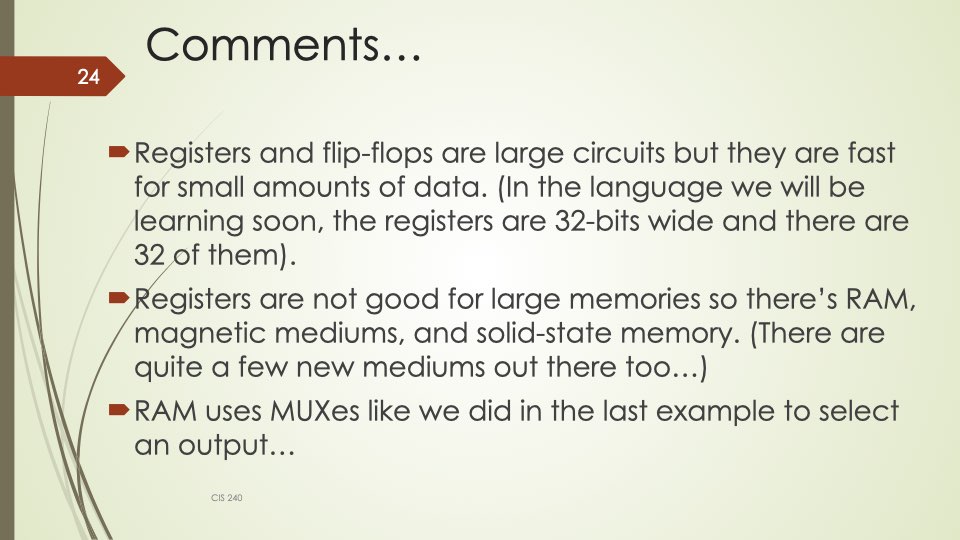 Comments…
24
Registers and flip-flops are large circuits but they are fast
for small amounts of data. (In the language we will be
learning soon, the registers are 32-bits wide and there are
32 of them).
Registers are not good for large memories so there’s RAM,
magnetic mediums, and solid-state memory. (There are
quite a few new mediums out there too…)
RAM uses MUXes like we did in the last example to select
an output…
CIS 240